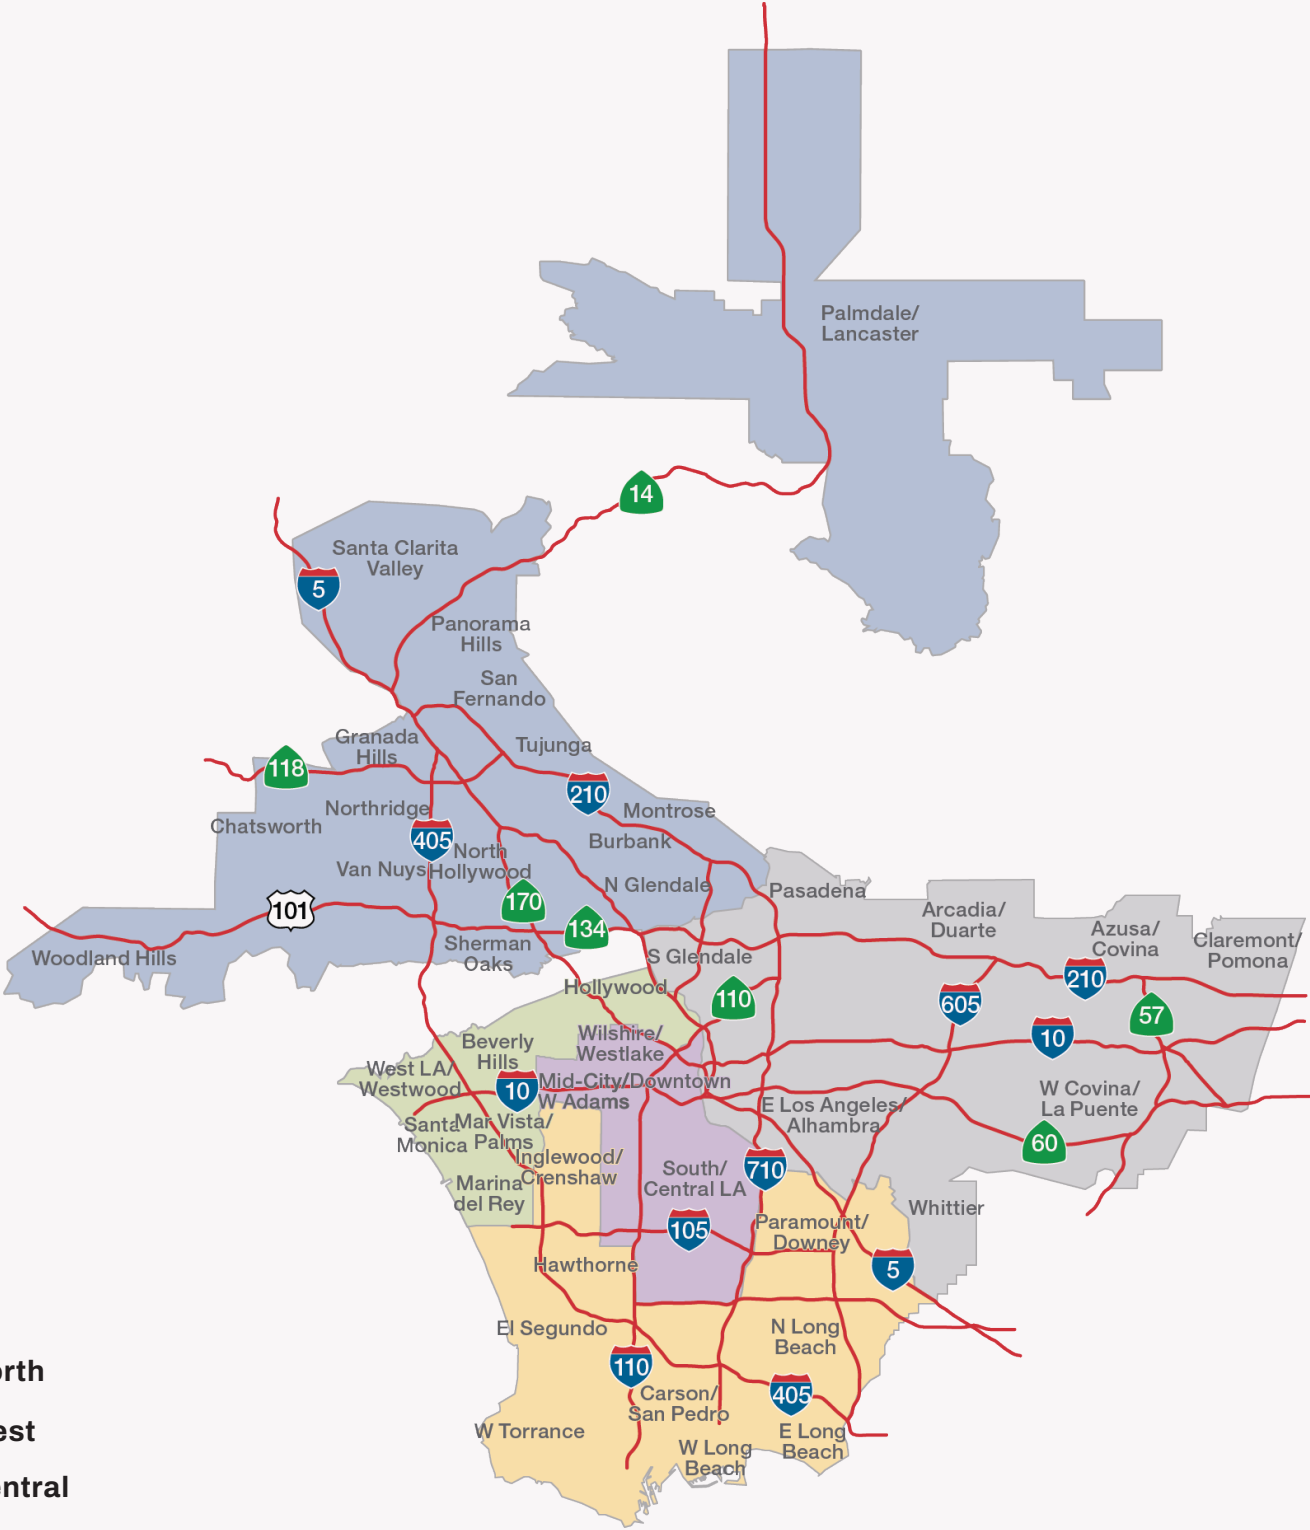 Palmdale/
Lancaster
14
Santa Clarita
Valley
5
Panorama
Hills
San
Fernando
Granada
Hills
Tujunga
118
210
Northridge
Montrose
Chatsworth
405
Burbank
North
Hollywood
Van Nuys
N Glendale
Pasadena
170
101
134
Arcadia/
Duarte
Azusa/
Covina
Claremont/
Pomona
Sherman
Oaks
Woodland Hills
S Glendale
210
Hollywood
110
605
57
10
Wilshire/
Westlake
Beverly
Hills
West LA/
Westwood
10
Mid-City/Downtown
W Adams
W Covina/
La Puente
E Los Angeles/
Alhambra
Santa
Monica
Mar Vista/
Palms
60
Inglewood/
Crenshaw
South/
Central LA
710
Marina
del Rey
Whittier
105
Paramount/
Downey
Hawthorne
5
El Segundo
N Long
Beach
110
405
Carson/
San Pedro
W Torrance
E Long
Beach
W Long
Beach
orth
est
entral